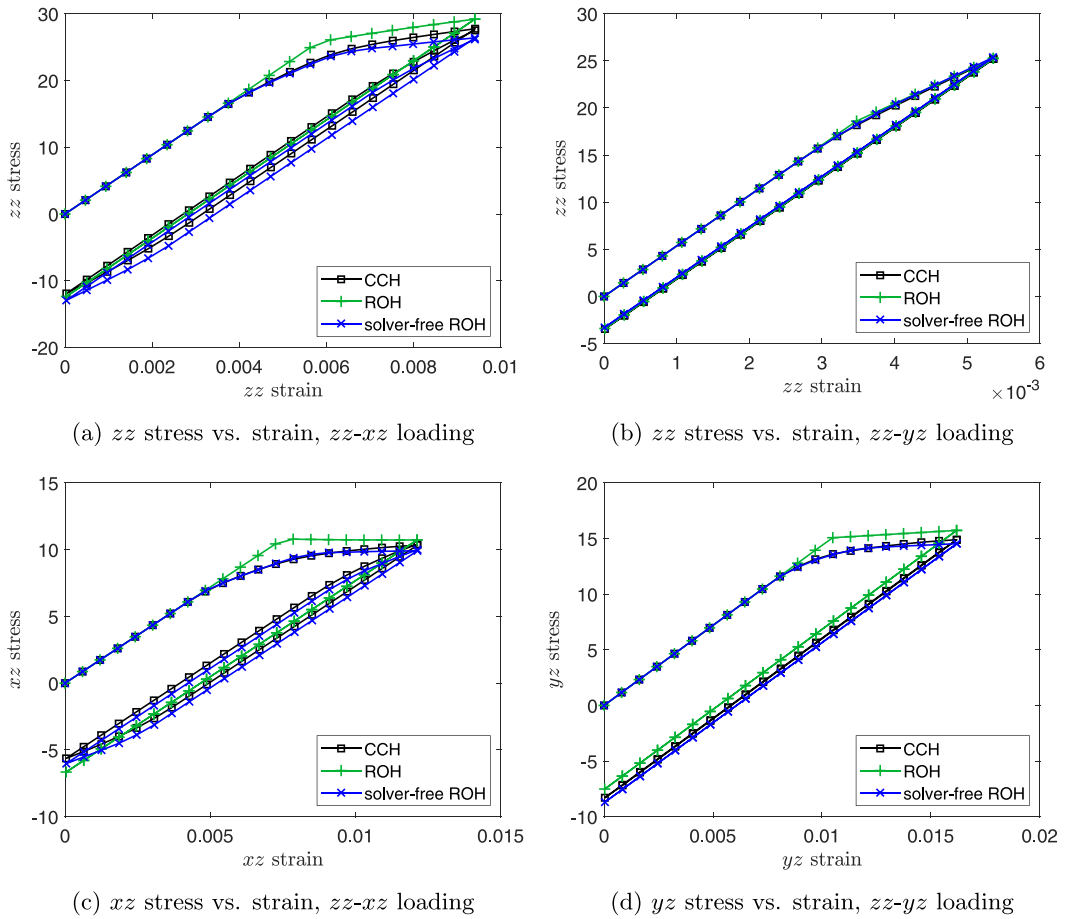 30
20
10
0
-10
-20
zz stress
0
0.002
0.004
0.006
0.008
0.01
zz strain
CCH
ROH
solver-free ROH
(a) zz stress vs. strain, zz-xz loading
30
25
20
15
10
5
0
-5
zz stress
0
1
2
3
4
5
6
×10⁻³
zz strain
CCH
ROH
solver-free ROH
(b) zz stress vs. strain, zz-yz loading
15
10
5
0
-5
-10
xz stress
0
0.005
0.01
0.015
xz strain
CCH
ROH
solver-free ROH
(c) xz stress vs. strain, zz-xz loading
20
15
10
5
0
-5
-10
yz stress
0
0.005
0.01
0.015
0.02
yz strain
CCH
ROH
solver-free ROH
(d) yz stress vs. strain, zz-yz loading